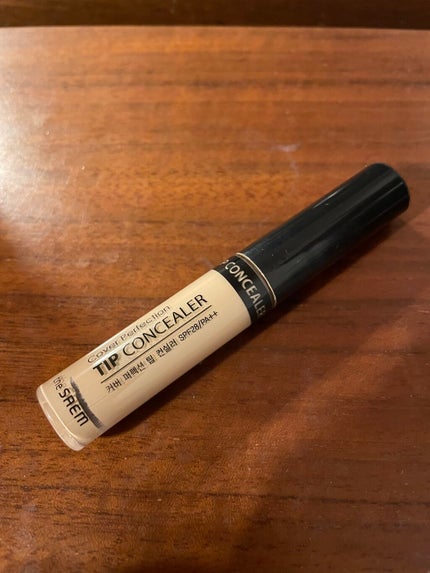 Cover Perfection
TIP CONCEALER
커버 퍼펙션 팁 컨실러 SPF28/PA++
the SAEM
CONCEALER